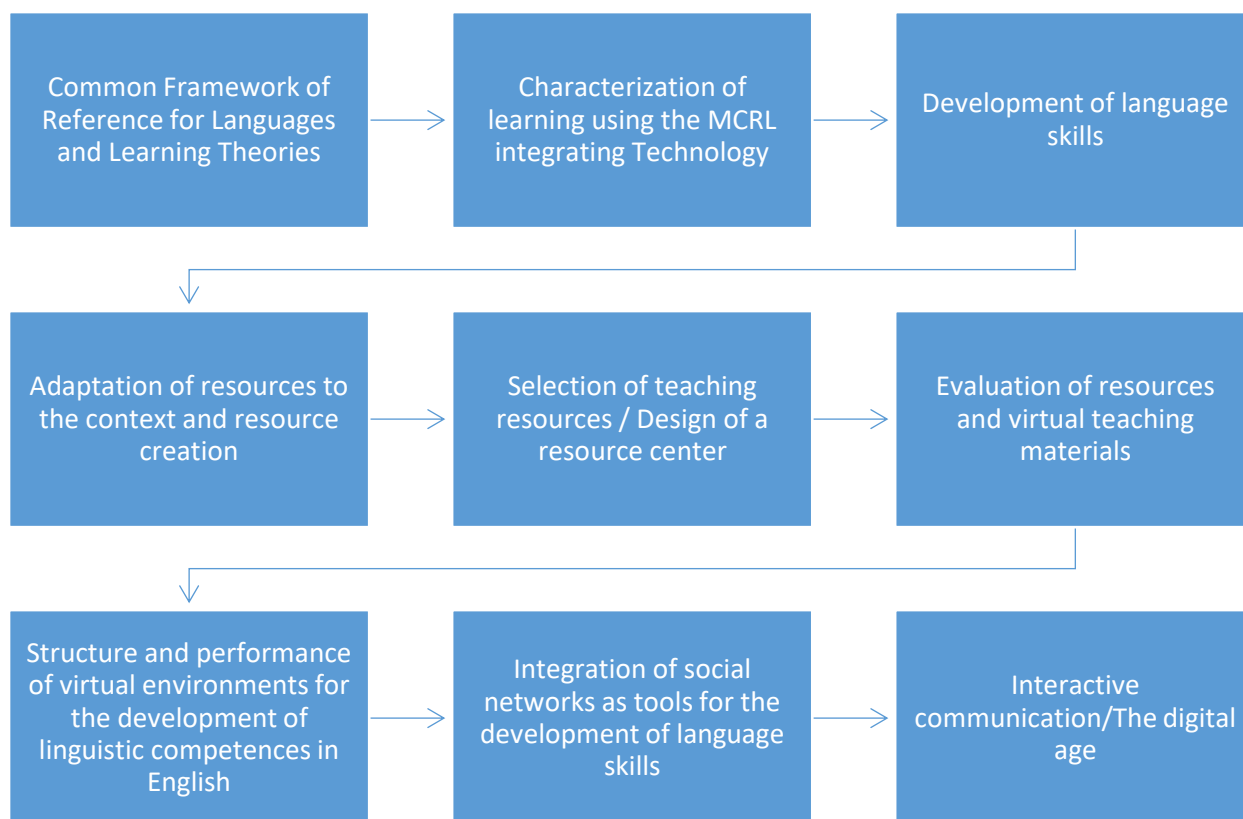 Common Framework of
Reference for Languages
and Learning Theories
Characterization of
learning using the MCRL
integrating Technology
Development of language
skills
Adaptation of resources to
the context and resource
creation
Selection of teaching
resources / Design of a
resource center
Evaluation of resources
and virtual teaching
materials
Structure and performance
of virtual environments for
the development of
linguistic competences in
English
Integration of social
networks as tools for the
development of language
skills
Interactive
communication/The digital
age